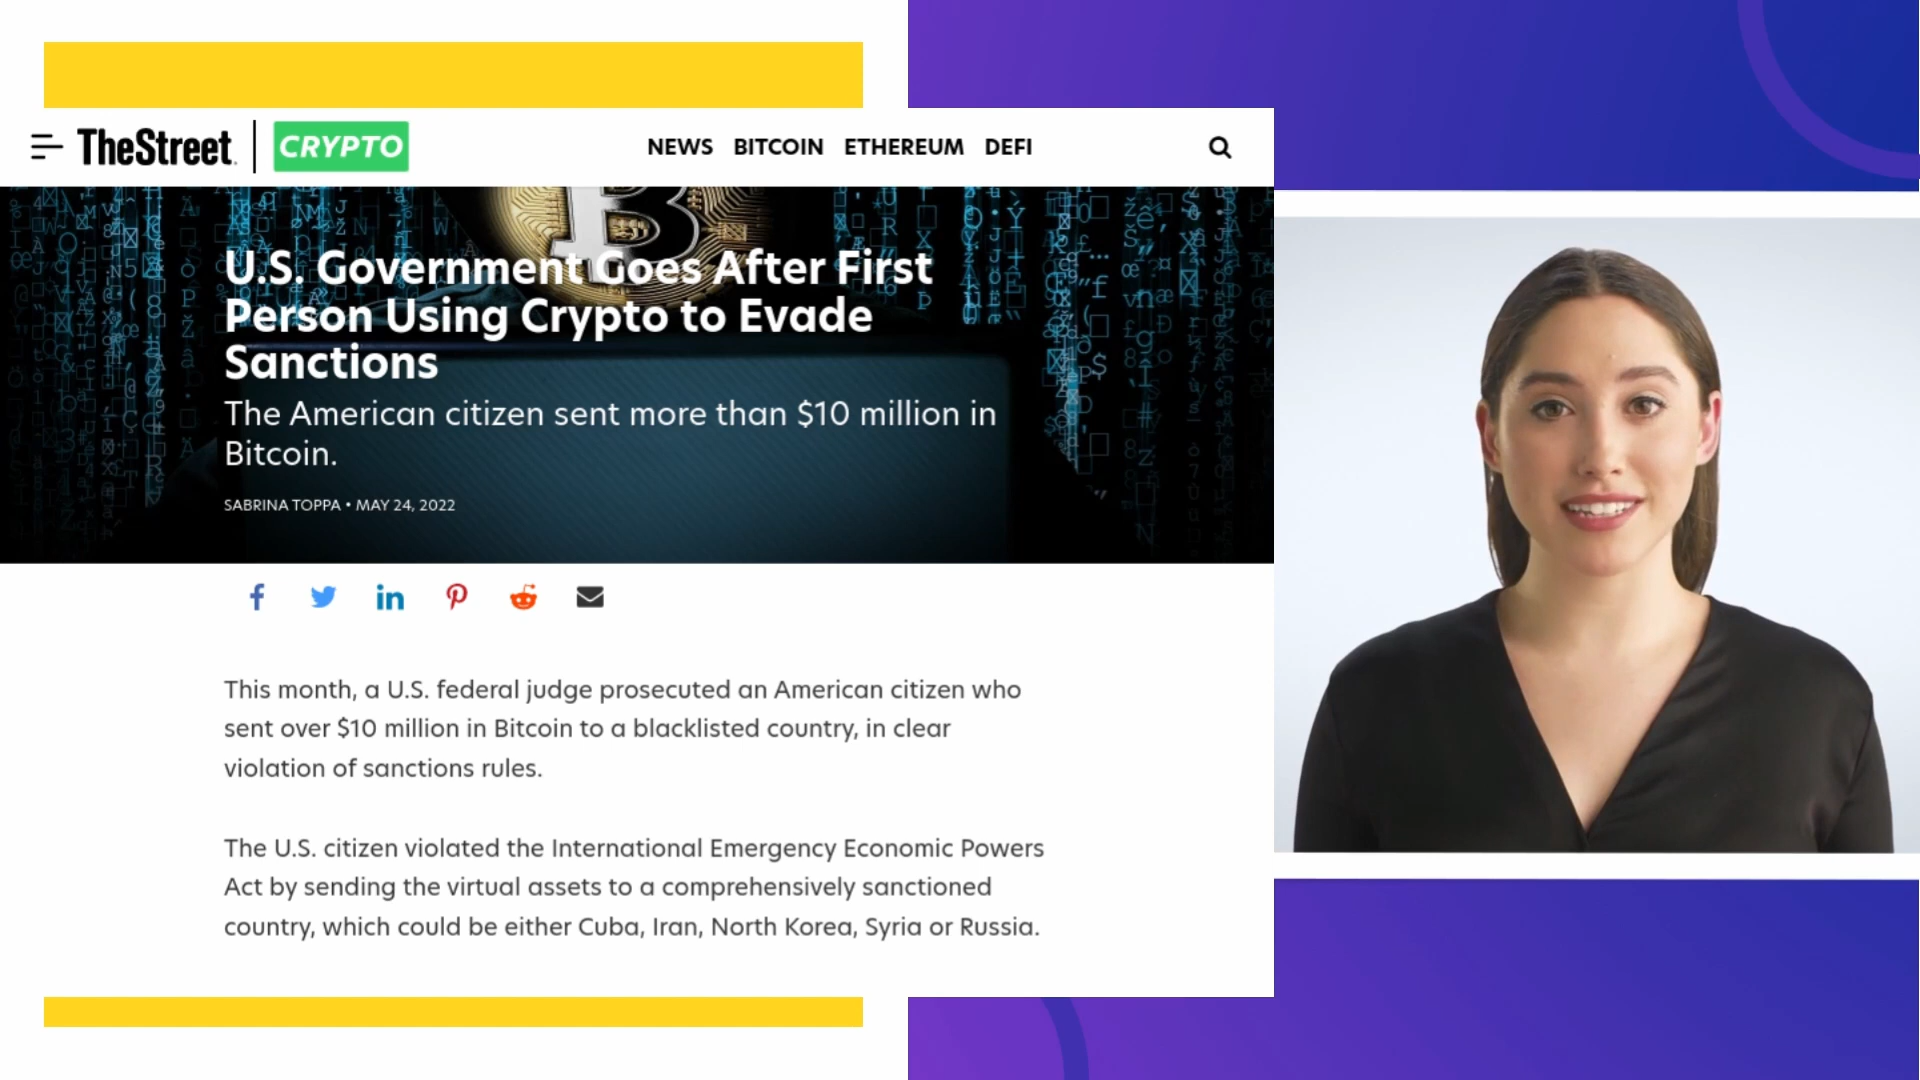 TheStreet
CRYPTO
NEWS BITCOIN ETHEREUM DEFI
U.S. Government Goes After First
Person Using Crypto to Evade
Sanctions
The American citizen sent more than $10 million in
Bitcoin.
SABRINA TOPPA • MAY 24, 2022
This month, a U.S. federal judge prosecuted an American citizen who
sent over $10 million in Bitcoin to a blacklisted country, in clear
violation of sanctions rules.
The U.S. citizen violated the International Emergency Economic Powers
Act by sending the virtual assets to a comprehensively sanctioned
country, which could be either Cuba, Iran, North Korea, Syria or Russia.